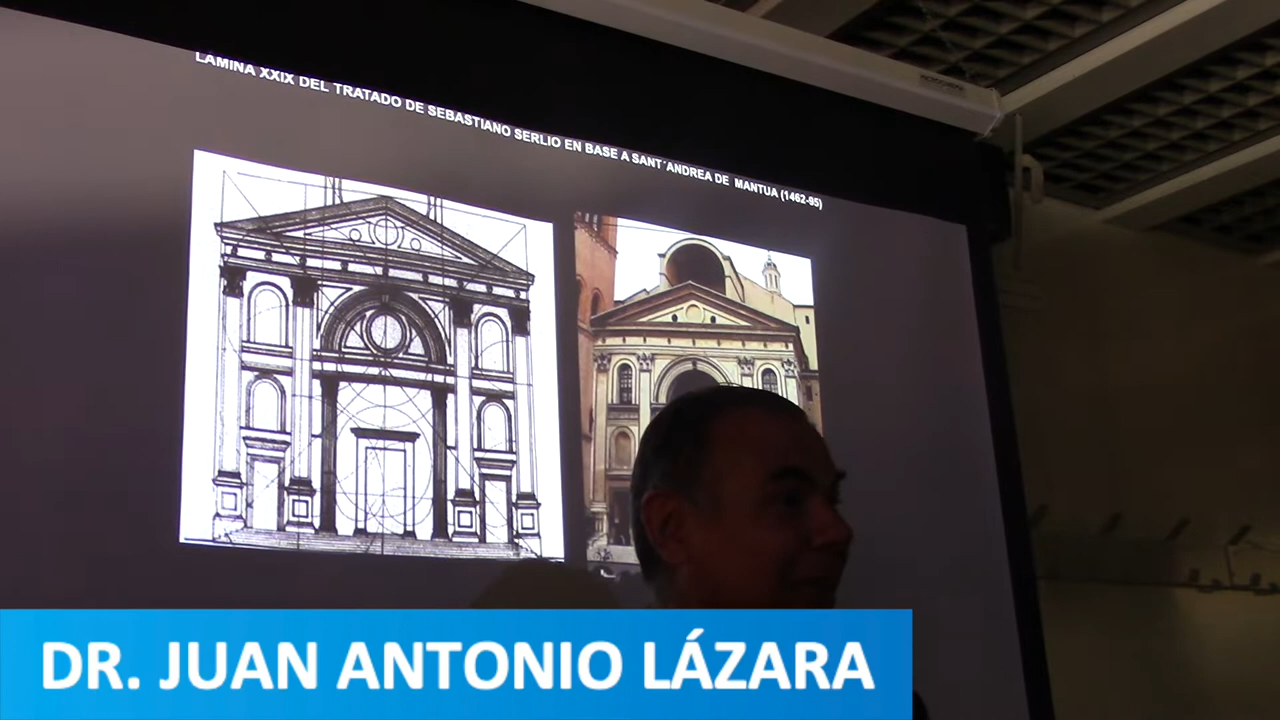 LAMINA XXIX DEL TRATADO DE SEBASTIANO SERLIO EN BASE A SANT´ANDREA DE MANTUA (1462-95)
DR. JUAN ANTONIO LÁZARA